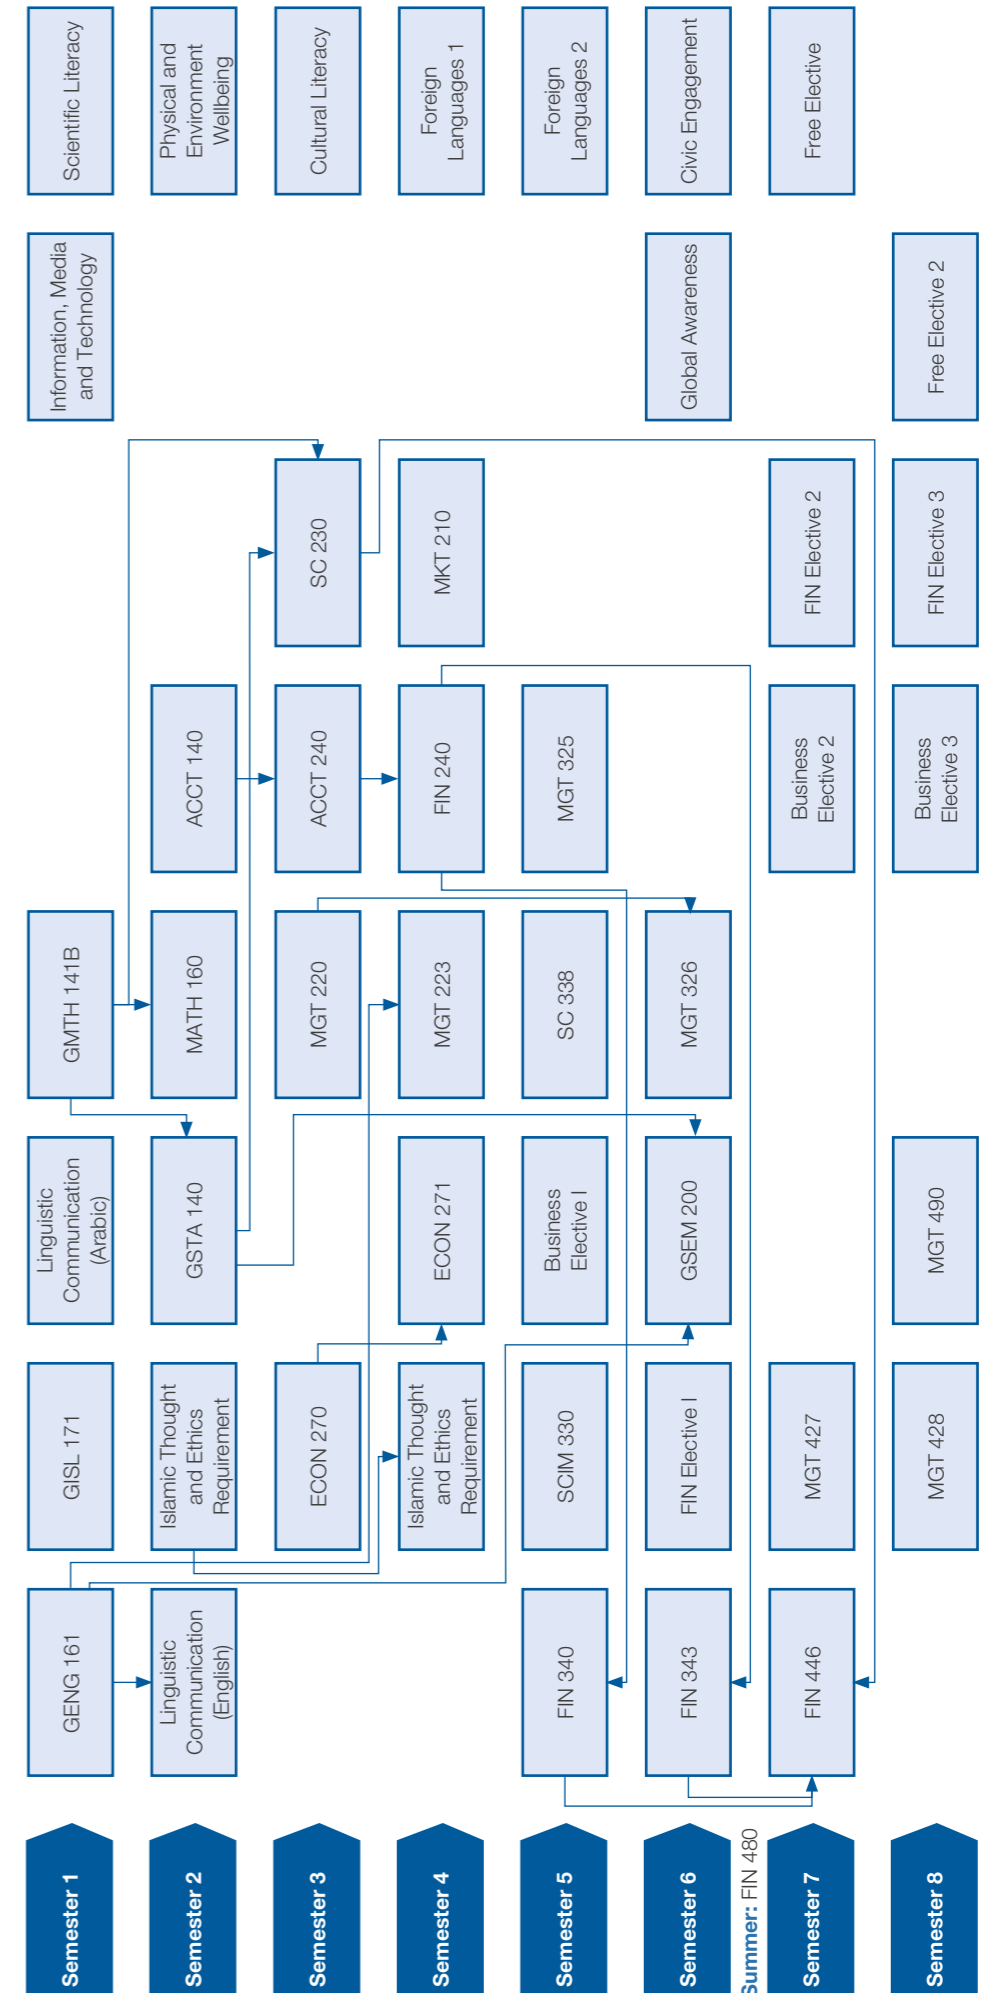 Semester 1
GENG 161
GISL 171
Linguistic
Communication
(Arabic)
GMTH 141B
Information, Media
and Technology
Scientific Literacy
Semester 2
Linguistic
Communication
(English)
Islamic Thought
and Ethics
Requirement
GSTA 140
MATH 160
ACCT 140
Physical and
Environment
Wellbeing
Semester 3
ECON 270
MGT 220
ACCT 240
SC 230
Cultural Literacy
Semester 4
Islamic Thought
and Ethics
Requirement
ECON 271
MGT 223
FIN 240
MKT 210
Foreign
Languages 1
Semester 5
FIN 340
SCIM 330
Business
Elective I
SC 338
MGT 325
Foreign
Languages 2
Semester 6
FIN 343
FIN Elective I
GSEM 200
MGT 326
Global Awareness
Civic Engagement
Summer: FIN 480
Semester 7
FIN 446
MGT 427
Business
Elective 2
FIN Elective 2
Free Elective
Semester 8
MGT 428
MGT 490
Business
Elective 3
FIN Elective 3
Free Elective 2